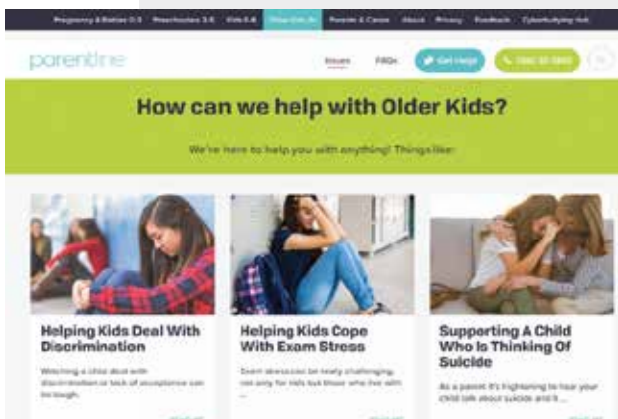 Pregnancy & Babies 0-2 Preschoolers 3-5 Kids 6-8 Parents & Carers About Privacy Feedback Cyberbullying Hub
parentline
Issues FAQs Get Help
How can we help with Older Kids?
We're here to help you with anything! Things like:
Helping Kids Deal With
Discrimination
Watching a child deal with
discrimination or lack of acceptance can
be tough.
Helping Kids Cope
With Exam Stress
Exam stress can be really challenging,
not only for kids but those who live with
...
Supporting A Child
Who Is Thinking Of
Suicide
As a parent it's frightening to hear your
child talk about suicide and it ...